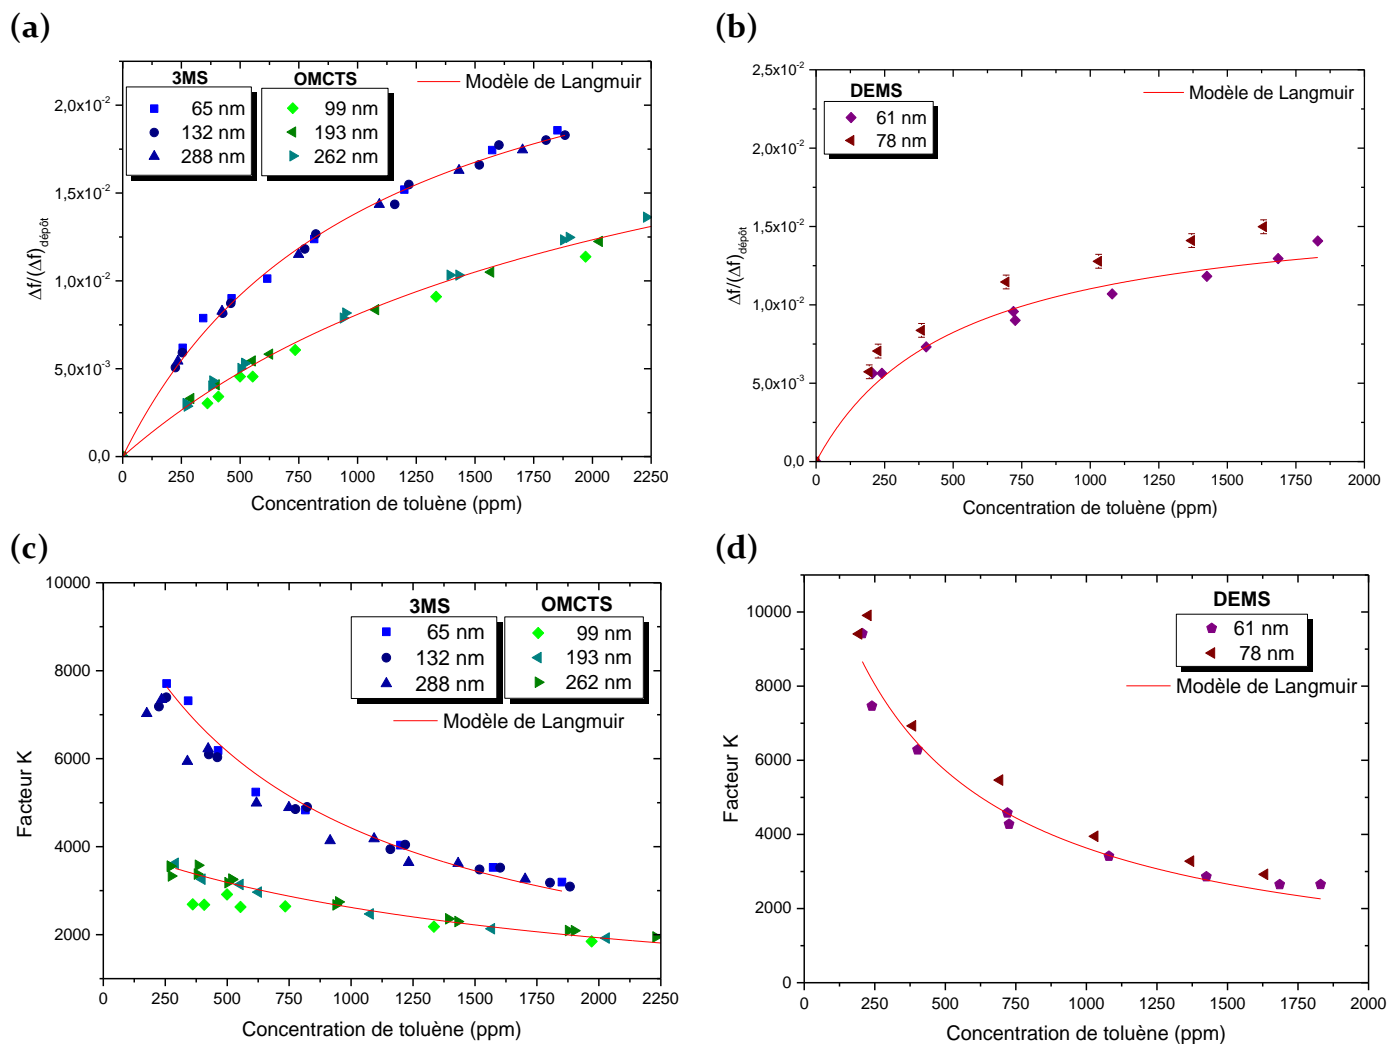 (a)
3MS
65 nm
132 nm
288 nm
OMCTS
99 nm
193 nm
262 nm
Modèle de Langmuir
2,0x10⁻²
1,5x10⁻²
1,0x10⁻²
5,0x10⁻³
0,0
Δf/(Δf)dépôt
250 500 750 1000 1250 1500 1750 2000 2250
Concentration de toluène (ppm)
(b)
DEMS
61 nm
78 nm
Modèle de Langmuir
2,5x10⁻²
2,0x10⁻²
1,5x10⁻²
1,0x10⁻²
5,0x10⁻³
0,0
Δf/(Δf)dépôt
0 250 500 750 1000 1250 1500 1750 2000
Concentration de toluène (ppm)
(c)
3MS
65 nm
132 nm
288 nm
OMCTS
99 nm
193 nm
262 nm
Modèle de Langmuir
10000
8000
6000
4000
2000
Facteur K
0 250 500 750 1000 1250 1500 1750 2000 2250
Concentration de toluène (ppm)
(d)
DEMS
61 nm
78 nm
Modèle de Langmuir
10000
8000
6000
4000
2000
0
Facteur K
0 250 500 750 1000 1250 1500 1750 2000
Concentration de toluène (ppm)